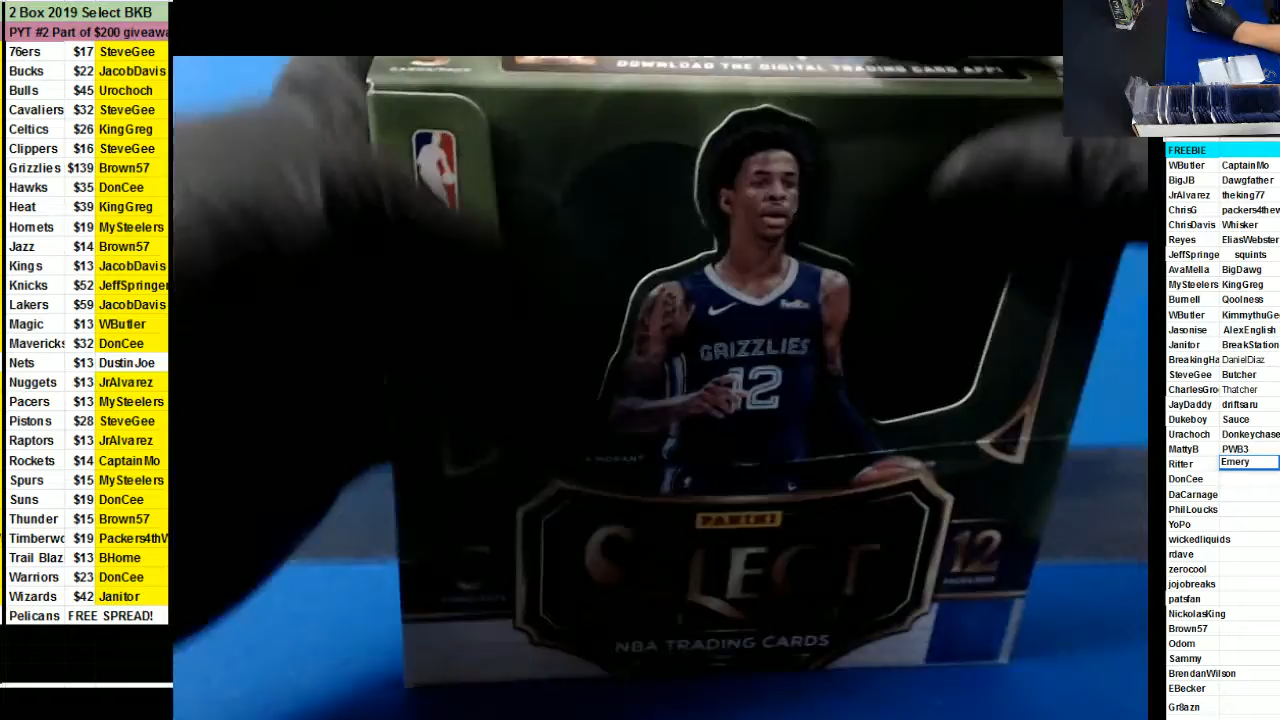 2 Box 2019 Select BKB
PYT #2 Part of $200 giveawa
76ers $17 SteveGee
Bucks $22 JacobDavis
Bulls $45 Urochoch
Cavaliers $32 SteveGee
Celtics $26 KingGreg
Clippers $16 SteveGee
Grizzlies $139 Brown57
Hawks $35 DonCee
Heat $39 KingGreg
Hornets $19 MySteelers
Jazz $14 Brown57
Kings $13 JacobDavis
Knicks $52 JeffSpringer
Lakers $59 JacobDavis
Magic $13 WButler
Mavericks $32 DonCee
Nets $13 DustinJoe
Nuggets $13 JrAlvarez
Pacers $13 MySteelers
Pistons $28 SteveGee
Raptors $13 JrAlvarez
Rockets $14 CaptainMo
Spurs $15 MySteelers
Suns $19 DonCee
Thunder $15 Brown57
Timberwo $19 Packers4thW
Trail Blaz $13 BHome
Warriors $23 DonCee
Wizards $42 Janitor
Pelicans FREE SPREAD!
DOWNLOAD THE DIGITAL TRADING CARD APP!
FedEx
GRIZZLIES
12
PANINI
SELECT
NBA TRADING CARDS
12
FREEBIE
WButler CaptainMo
BigJB Dawgfather
JrAlvarez theking77
ChrisG packers4thew
ChrisDavis Whisker
Reyes EliasWebster
JeffSpringe squints
AvaMella BigDawg
MySteelers KingGreg
Burnell Qoolness
WButler KimmythuGe
Jasonise AlexEnglish
Janitor BreakStation
BreakingHa DanielDiaz
SteveGee Butcher
CharlesGro Thatcher
JayDaddy driftsaru
Dukeboy Sauce
Urachoch Donkeychase
MattyB PWB3
Ritter Emery
DonCee
DaCarnage
PhilLoucks
YoPo
wickedliquids
rdave
zerocool
jojobreaks
patsfan
NickolasKing
Brown57
Odom
Sammy
BrendanWilson
EBecker
Gr8azn